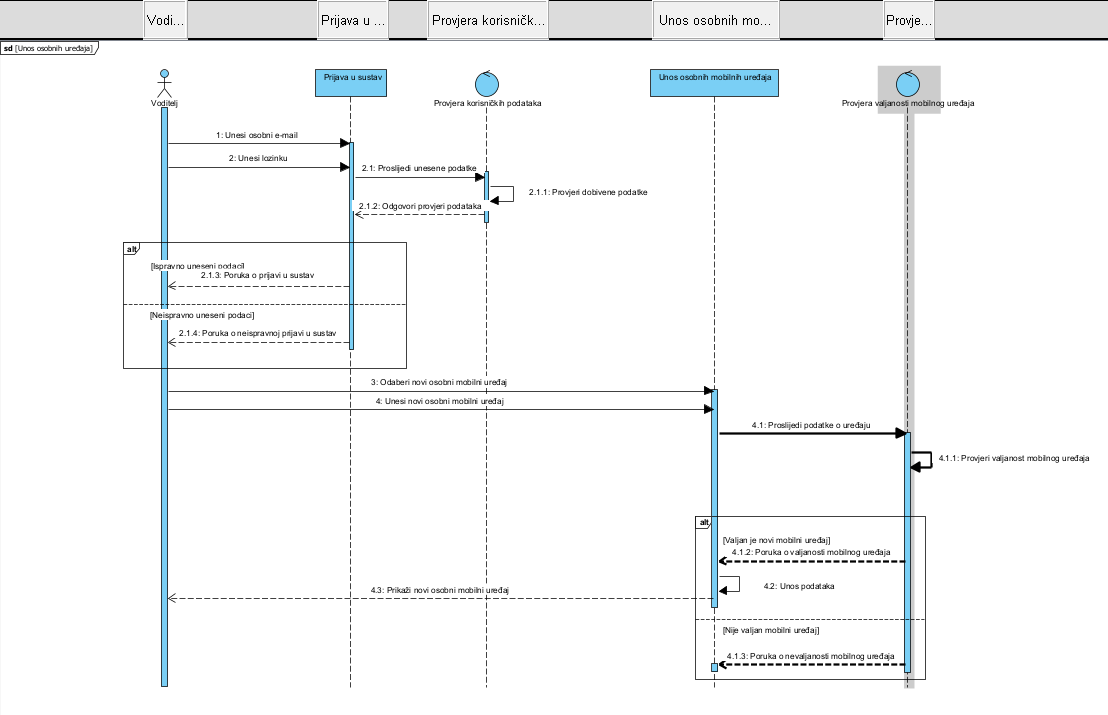 Vodi...
Prijava u ...
Provjera korisničk...
Unos osobnih mo...
Provje...
sd [Unos osobnih uređaja]
Voditelj
Prijava u sustav
Provjera korisničkih podataka
Unos osobnih mobilnih uređaja
Provjera valjanosti mobilnog uređaja
1: Unesi osobni e-mail
2: Unesi lozinku
2.1: Proslijedi unesene podatke
2.1.1: Provjeri dobivene podatke
2.1.2: Odgovori provjeri podataka
alt
[Ispravno uneseni podaci]
2.1.3: Poruka o prijavi u sustav
[Neispravno uneseni podaci]
2.1.4: Poruka o neispravnoj prijavi u sustav
3: Odaberi novi osobni mobilni uređaj
4: Unesi novi osobni mobilni uređaj
4.1: Proslijedi podatke o uređaju
4.1.1: Provjeri valjanost mobilnog uređaja
alt
[Valjan je novi mobilni uređaj]
4.1.2: Poruka o valjanosti mobilnog uređaja
4.2: Unos podataka
4.3: Prikaži novi osobni mobilni uređaj
[Nije valjan mobilni uređaj]
4.1.3: Poruka o nevaljanosti mobilnog uređaja